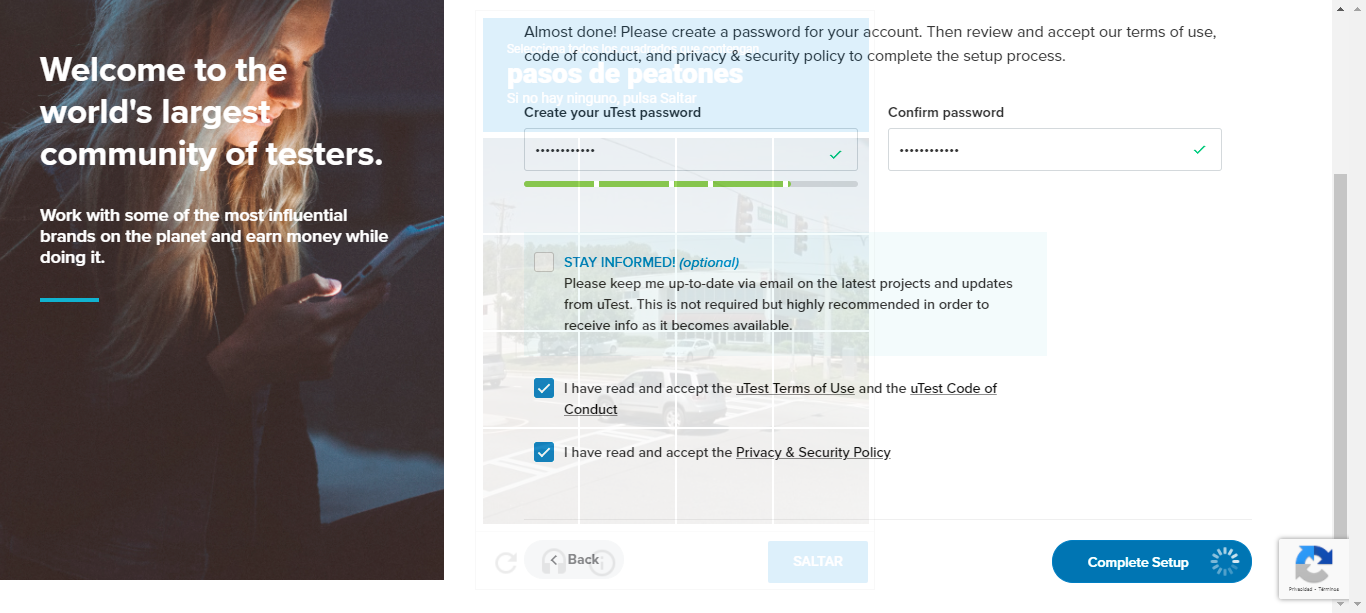 Welcome to the
world's largest
community of testers.
Work with some of the most influential
brands on the planet and earn money while
doing it.
Almost done! Please create a password for your account. Then review and accept our terms of use,
code of conduct, and privacy & security policy to complete the setup process.
Selecciona todos los cuadrados que contengan
pasos de peatones
Si no hay ninguno, pulsa Saltar
Create your uTest password
Confirm password
STAY INFORMED! (optional)
Please keep me up-to-date via email on the latest projects and updates
from uTest. This is not required but highly recommended in order to
receive info as it becomes available.
I have read and accept the uTest Terms of Use and the uTest Code of
Conduct
I have read and accept the Privacy & Security Policy
Back
SALTAR
Complete Setup
Privacidad - Términos